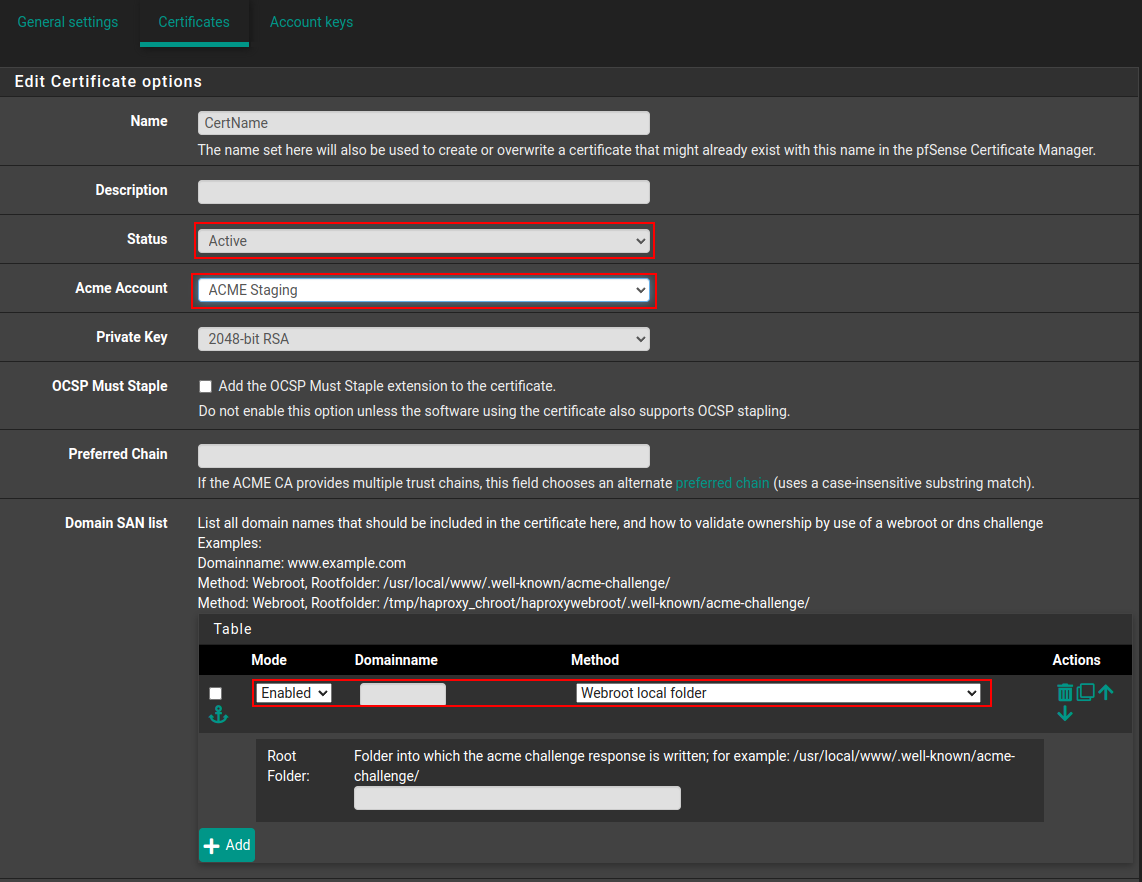 General settings Certificates Account keys
Edit Certificate options
Name CertName
The name set here will also be used to create or overwrite a certificate that might already exist with this name in the pfSense Certificate Manager.
Description
Status Active
Acme Account ACME Staging
Private Key 2048-bit RSA
OCSP Must Staple Add the OCSP Must Staple extension to the certificate.
Do not enable this option unless the software using the certificate also supports OCSP stapling.
Preferred Chain
If the ACME CA provides multiple trust chains, this field chooses an alternate preferred chain (uses a case-insensitive substring match).
Domain SAN list List all domain names that should be included in the certificate here, and how to validate ownership by use of a webroot or dns challenge
Examples:
Domainname: www.example.com
Method: Webroot, Rootfolder: /usr/local/www/.well-known/acme-challenge/
Method: Webroot, Rootfolder: /tmp/haproxy_chroot/haproxywebroot/.well-known/acme-challenge/
Table
Mode Domainname Method Actions
Enabled Webroot local folder
Root Folder into which the acme challenge response is written; for example: /usr/local/www/.well-known/acme-
Folder: challenge/
Add